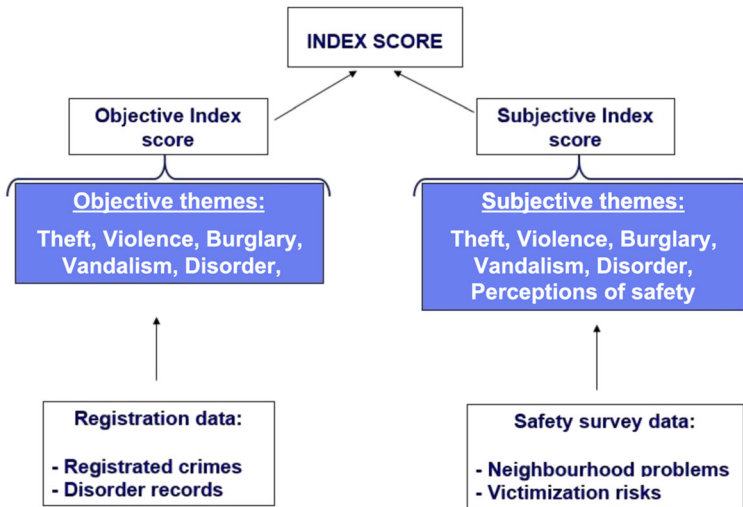 INDEX SCORE
Objective Index
score
Subjective Index
score
Objective themes:
Theft, Violence, Burglary,
Vandalism, Disorder,
Subjective themes:
Theft, Violence, Burglary,
Vandalism, Disorder,
Perceptions of safety
Registration data:
- Registrated crimes
- Disorder records
Safety survey data:
- Neighbourhood problems
- Victimization risks